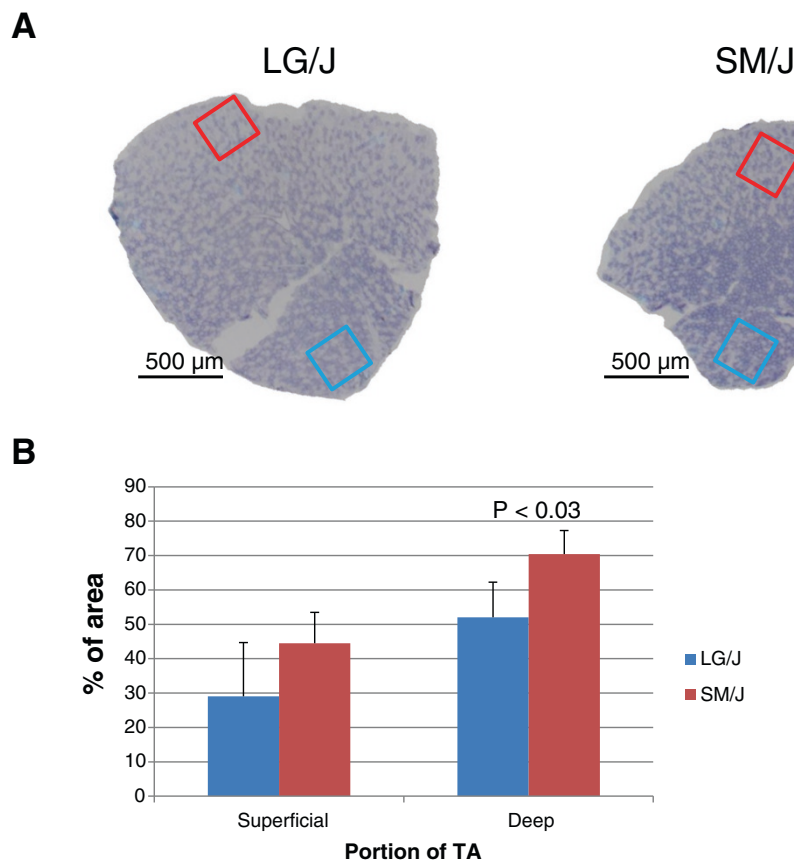 A
LG/J
SM/J
500 μm
500 μm
B
90
80
70
60
50
40
30
20
10
0
% of area
P < 0.03
LG/J
SM/J
Superficial
Deep
Portion of TA